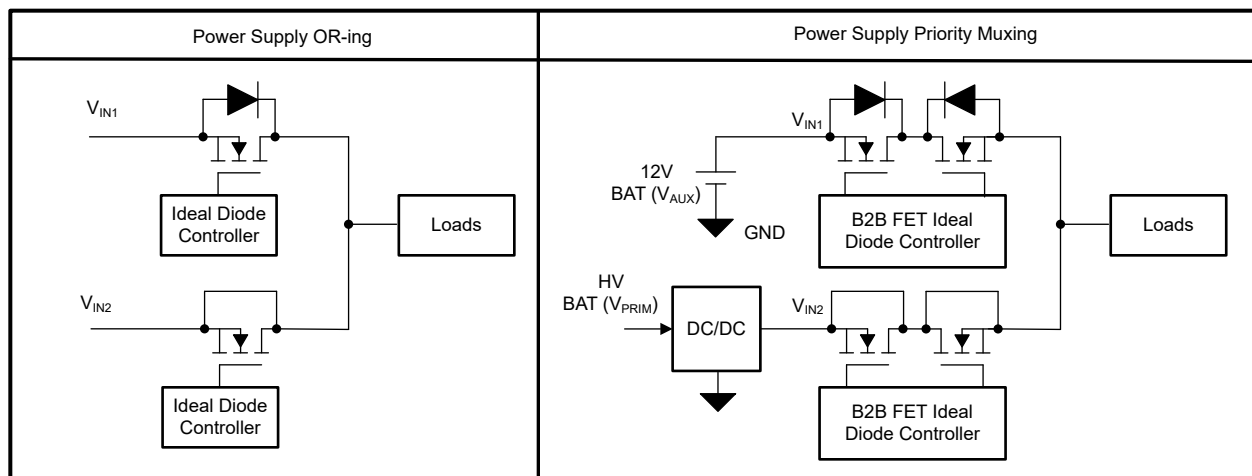 Power Supply OR-ing
Power Supply Priority Muxing
VIN1
Ideal Diode
Controller
Loads
VIN2
Ideal Diode
Controller
VIN1
12V
BAT (VAUX)
GND
B2B FET Ideal
Diode Controller
Loads
HV
BAT (VPRIM)
DC/DC
VIN2
B2B FET Ideal
Diode Controller